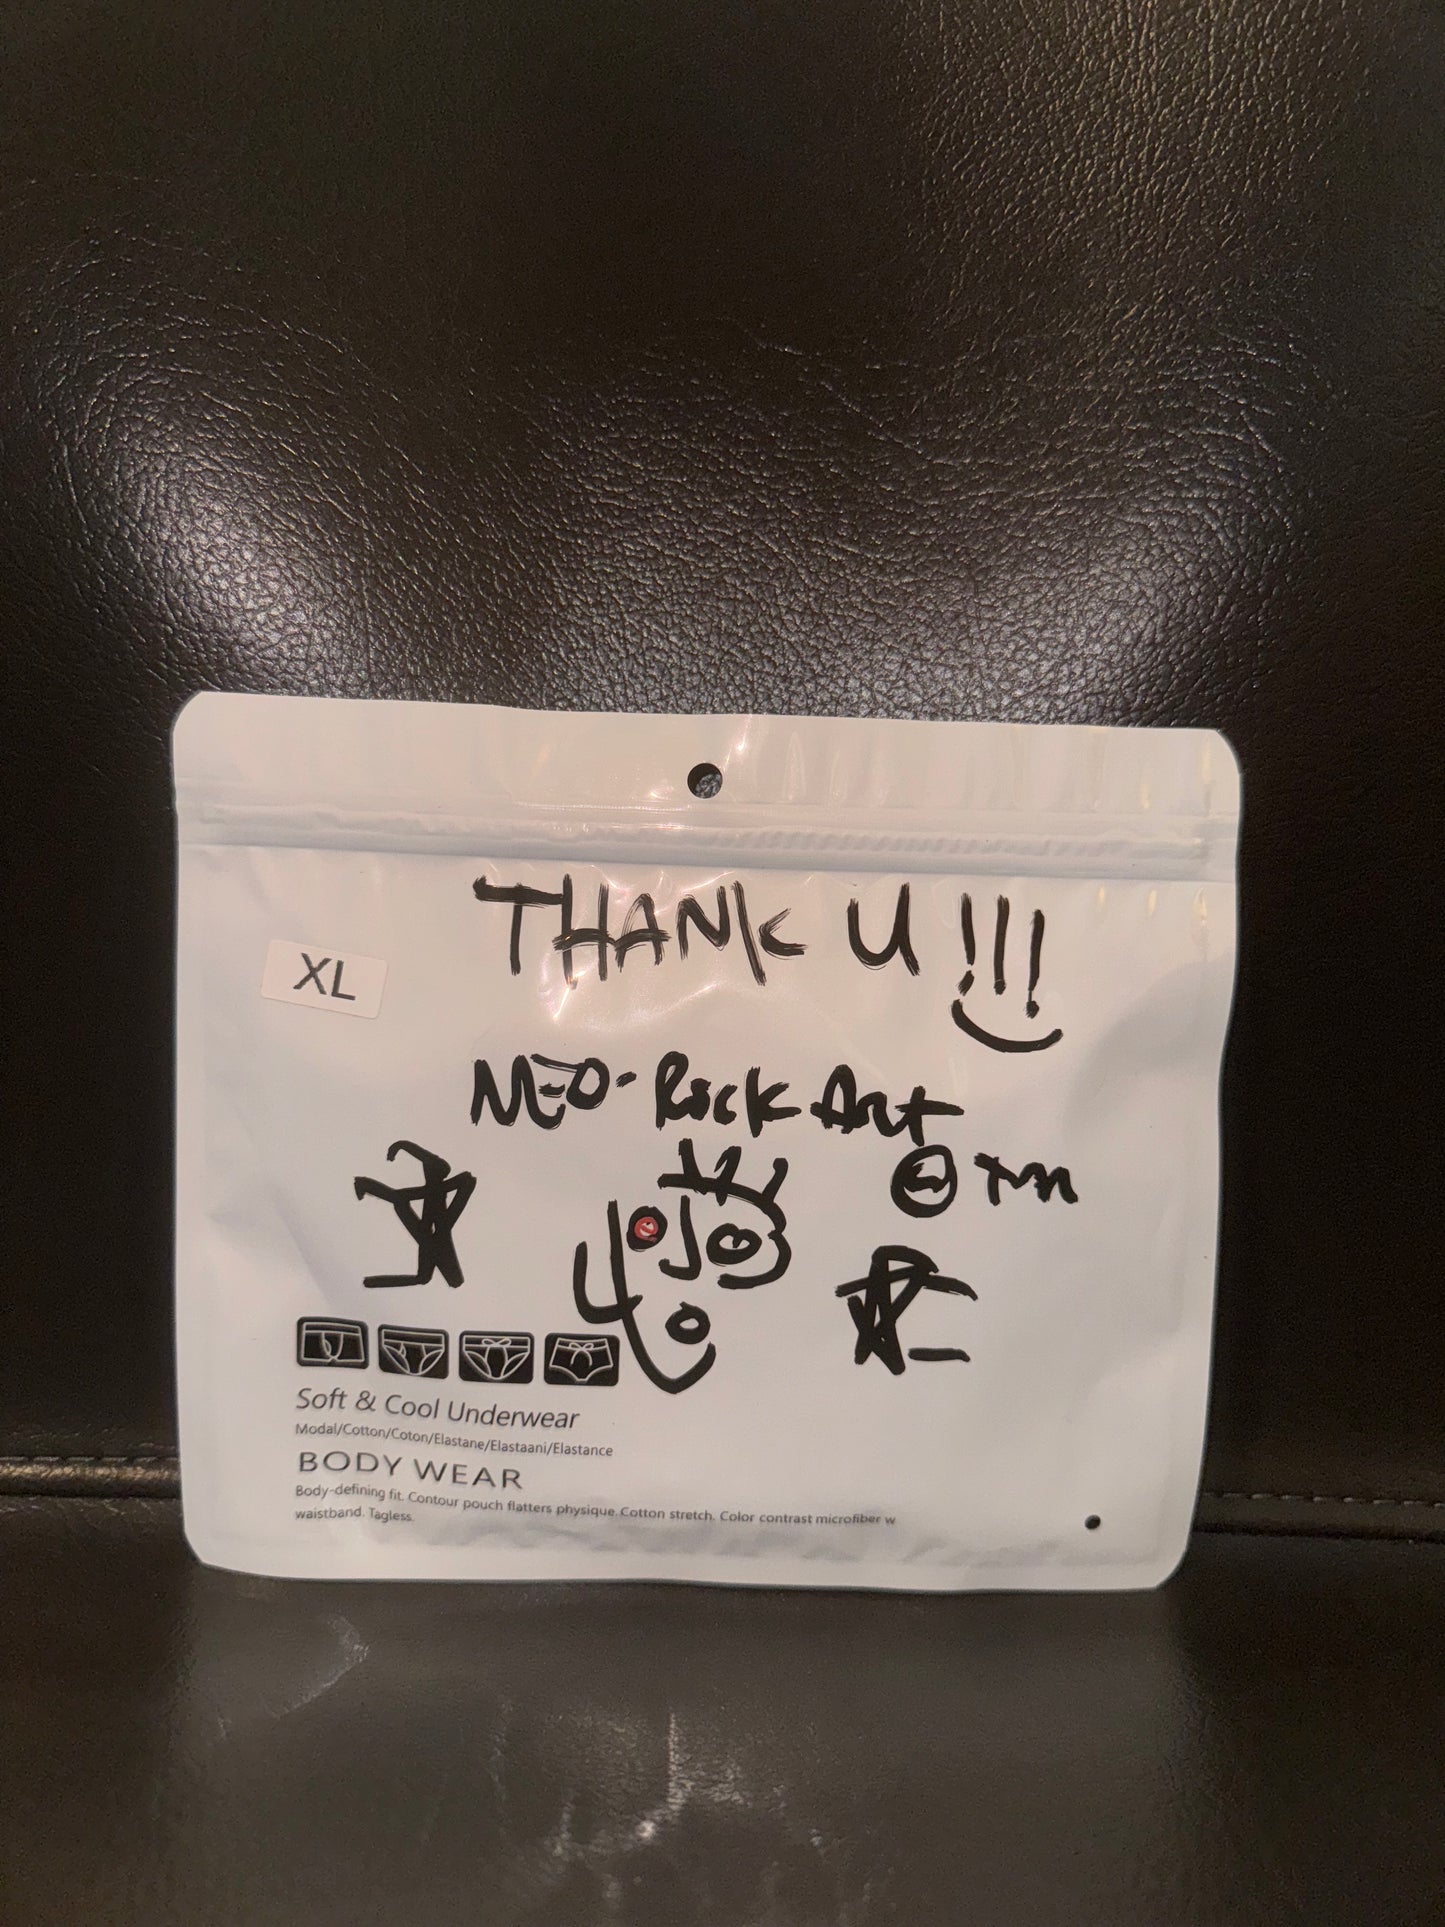 THANK U!!!
XL
NEO-Rock Art
© TM
Soft & Cool Underwear
Modal/Cotton/Coton/Elastane/Elastaani/Elastance
BODY WEAR
Body-defining fit. Contour pouch flatters physique. Cotton stretch. Color contrast microfiber w
waistband. Tagless.